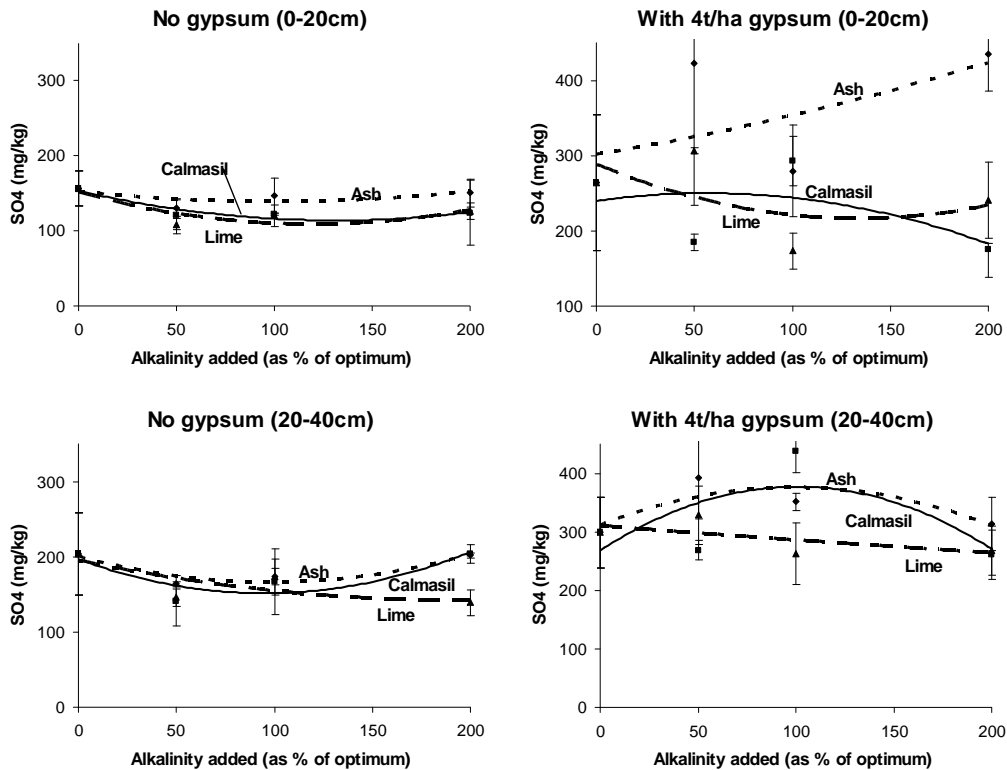 No gypsum (0-20cm)
SO4 (mg/kg)
300
200
100
0
Calmasil
Ash
Lime
0 50 100 150 200
Alkalinity added (as % of optimum)
With 4t/ha gypsum (0-20cm)
SO4 (mg/kg)
400
300
200
100
Ash
Calmasil
Lime
0 50 100 150 200
Alkalinity added (as % of optimum)
No gypsum (20-40cm)
SO4 (mg/kg)
300
200
100
0
Ash
Calmasil
Lime
0 50 100 150 200
Alkalinity added (as % of optimum)
With 4t/ha gypsum (20-40cm)
SO4 (mg/kg)
400
300
200
100
0
Ash
Calmasil
Lime
0 50 100 150 200
Alkalinity added (as % of optimum)